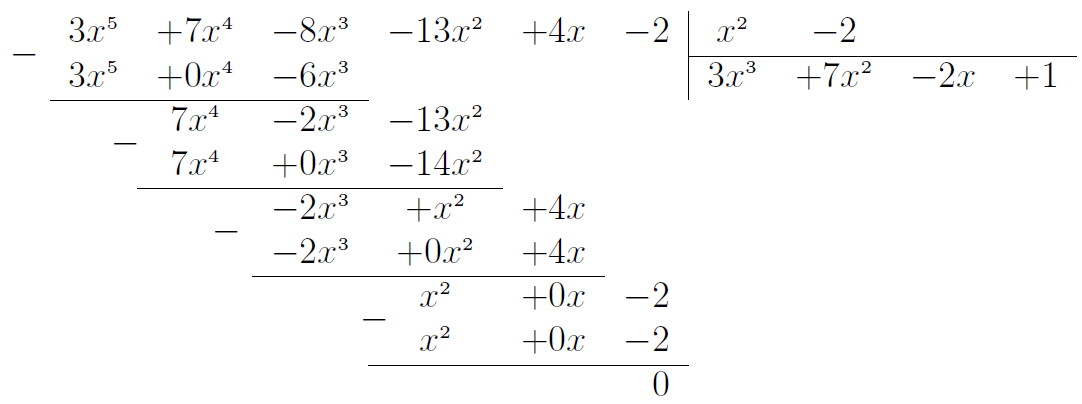 3x⁵ +7x⁴ −8x³ −13x² +4x −2 x² −2
−
3x⁵ +0x⁴ −6x³ 3x³ +7x² −2x +1
7x⁴ −2x³ −13x²
−
7x⁴ +0x³ −14x²
−2x³ +x² +4x
−
−2x³ +0x² +4x
x² +0x −2
−
x² +0x −2
0